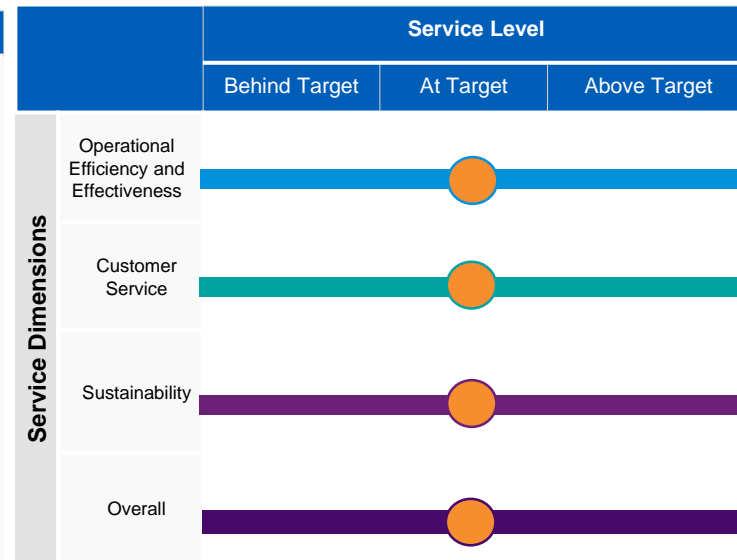 Service Level
Behind Target
At Target
Above Target
Service Dimensions
Operational
Efficiency and
Effectiveness
Customer
Service
Sustainability
Overall